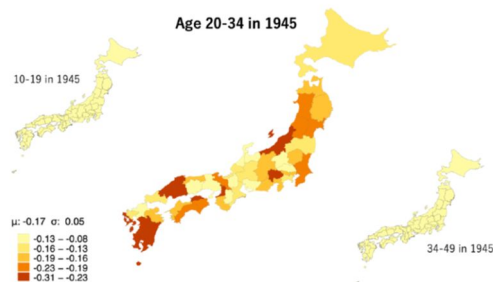 Age 20-34 in 1945
10-19 in 1945
34-49 in 1945
μ: -0.17 σ: 0.05
-0.13 – -0.08
-0.16 – -0.13
-0.19 – -0.16
-0.23 – -0.19
-0.31 – -0.23